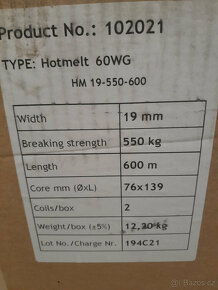 Product No.: 102021
TYPE: Hotmelt 60WG
HM 19-550-600
Width 19 mm
Breaking strength 550 kg
Length 600 m
Core mm (ØxL) 76x139
Coils/box 2
Weight/box (±5%) 12,20 kg
Lot No./Charge Nr. 194C21